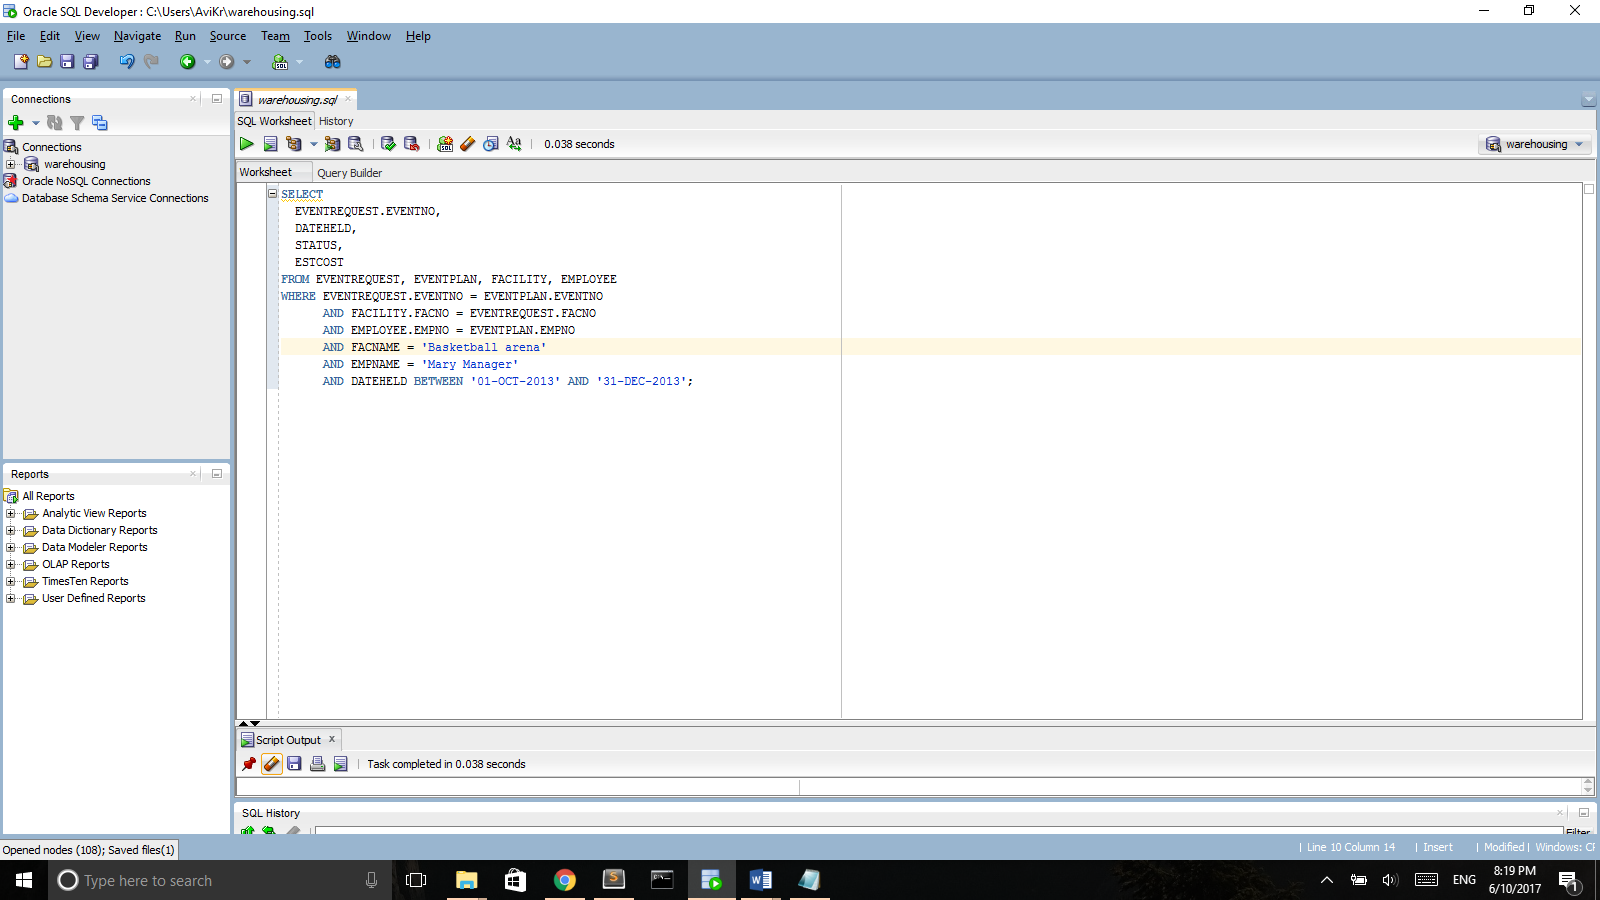 Oracle SQL Developer : C:\Users\AviKr\warehousing.sql
File Edit View Navigate Run Source Team Tools Window Help
Connections
Connections
warehousing
Oracle NoSQL Connections
Database Schema Service Connections
Reports
All Reports
Analytic View Reports
Data Dictionary Reports
Data Modeler Reports
OLAP Reports
TimesTen Reports
User Defined Reports
warehousing.sql
SQL Worksheet History
0.038 seconds
warehousing
Worksheet Query Builder
SELECT
EVENTREQUEST.EVENTNO,
DATEHELD,
STATUS,
ESTCOST
FROM EVENTREQUEST, EVENTPLAN, FACILITY, EMPLOYEE
WHERE EVENTREQUEST.EVENTNO = EVENTPLAN.EVENTNO
AND FACILITY.FACNO = EVENTREQUEST.FACNO
AND EMPLOYEE.EMPNO = EVENTPLAN.EMPNO
AND FACNAME = 'Basketball arena'
AND EMPNAME = 'Mary Manager'
AND DATEHELD BETWEEN '01-OCT-2013' AND '31-DEC-2013';
Script Output x
Task completed in 0.038 seconds
SQL History
Filter
Opened nodes (108); Saved files(1)
| Line 10 Column 14 | Insert | Modified | Windows: CF
Type here to search
ENG
8:19 PM
6/10/2017
1